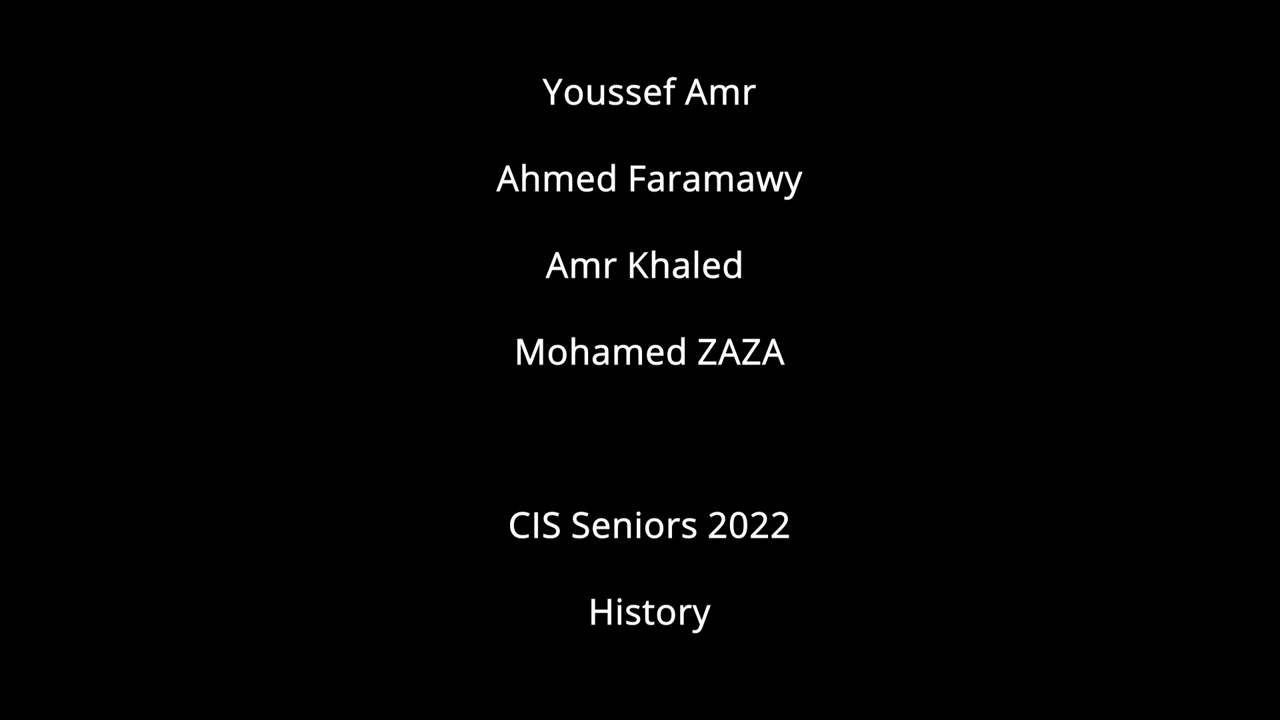 Youssef Amr
Ahmed Faramawy
Amr Khaled
Mohamed ZAZA
CIS Seniors 2022
History